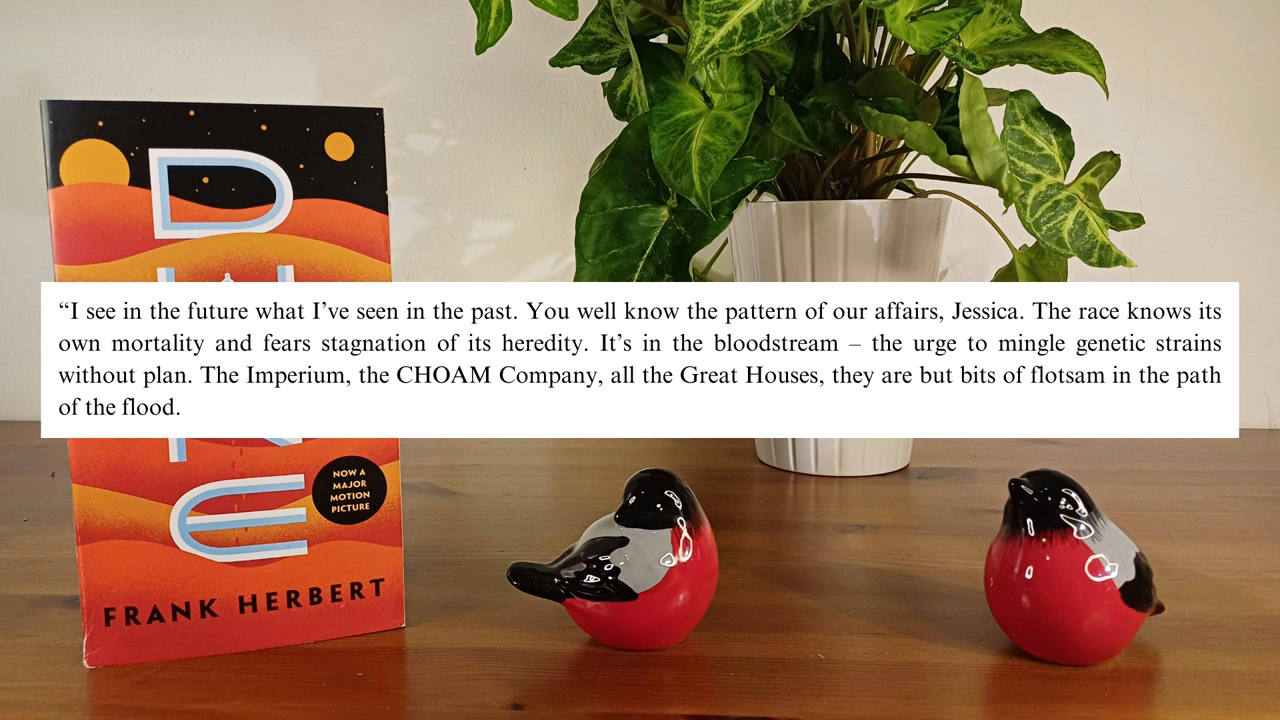 D
“I see in the future what I’ve seen in the past. You well know the pattern of our affairs, Jessica. The race knows its
own mortality and fears stagnation of its heredity. It’s in the bloodstream – the urge to mingle genetic strains
without plan. The Imperium, the CHOAM Company, all the Great Houses, they are but bits of flotsam in the path
of the flood.
E
NOW A
MAJOR
MOTION
PICTURE
FRANK HERBERT